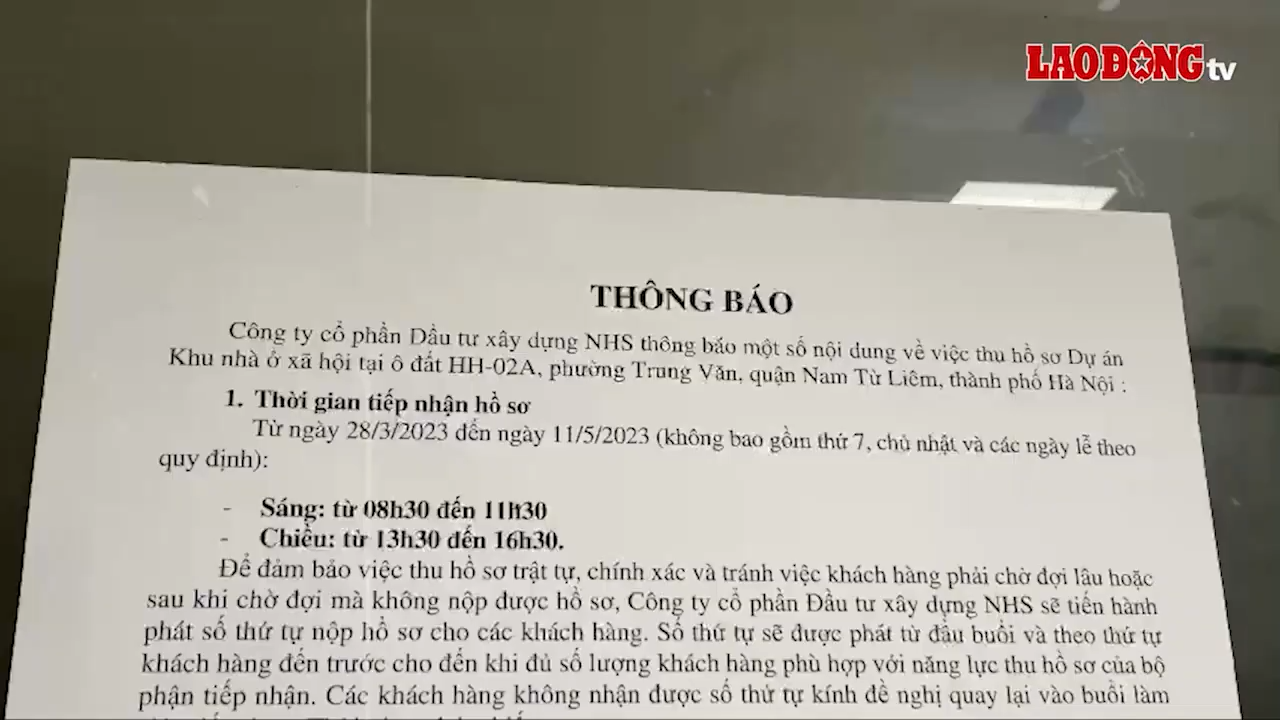 LAO ĐỘNG tv
THÔNG BÁO
Công ty cổ phần Đầu tư xây dựng NHS thông báo một số nội dung về việc thu hồ sơ Dự án
Khu nhà ở xã hội tại ô đất HH-02A, phường Trung Văn, quận Nam Từ Liêm, thành phố Hà Nội :
1. Thời gian tiếp nhận hồ sơ
Từ ngày 28/3/2023 đến ngày 11/5/2023 (không bao gồm thứ 7, chủ nhật và các ngày lễ theo
quy định):
- Sáng: từ 08h30 đến 11h30
- Chiều: từ 13h30 đến 16h30.
Để đảm bảo việc thu hồ sơ trật tự, chính xác và tránh việc khách hàng phải chờ đợi lâu hoặc
sau khi chờ đợi mà không nộp được hồ sơ, Công ty cổ phần Đầu tư xây dựng NHS sẽ tiến hành
phát số thứ tự nộp hồ sơ cho các khách hàng. Số thứ tự sẽ được phát từ đầu buổi và theo thứ tự
khách hàng đến trước cho đến khi đủ số lượng khách hàng phù hợp với năng lực thu hồ sơ của bộ
phận tiếp nhận. Các khách hàng không nhận được số thứ tự kính đề nghị quay lại vào buổi làm